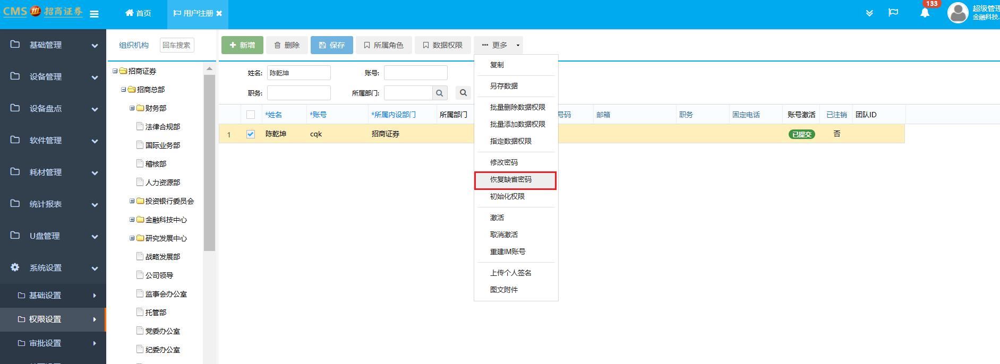 CMS 招商证券
首页
用户注册
133
超级管理
金融科技.
基础管理
设备管理
设备盘点
软件管理
耗材管理
统计报表
U盘管理
系统设置
基础设置
权限设置
审批设置
组织机构
回车搜索
招商证券
招商总部
财务部
法律合规部
国际业务部
稽核部
人力资源部
投资银行委员会
金融科技中心
研究发展中心
战略发展部
公司领导
监事会办公室
托管部
党委办公室
纪委办公室
新增 删除 保存 所属角色 数据权限 更多
姓名: 陈乾坤 账号:
职务: 所属部门:
*姓名 *账号 *所属内设部门 所属部门 号码 邮箱 职务 固定电话 账号激活 已注销 团队ID
1 陈乾坤 cqk 招商证券 已提交 否
复制
另存数据
批量删除数据权限
批量添加数据权限
指定数据权限
修改密码
恢复缺省密码
初始化权限
激活
取消激活
重建IM账号
上传个人签名
图文附件